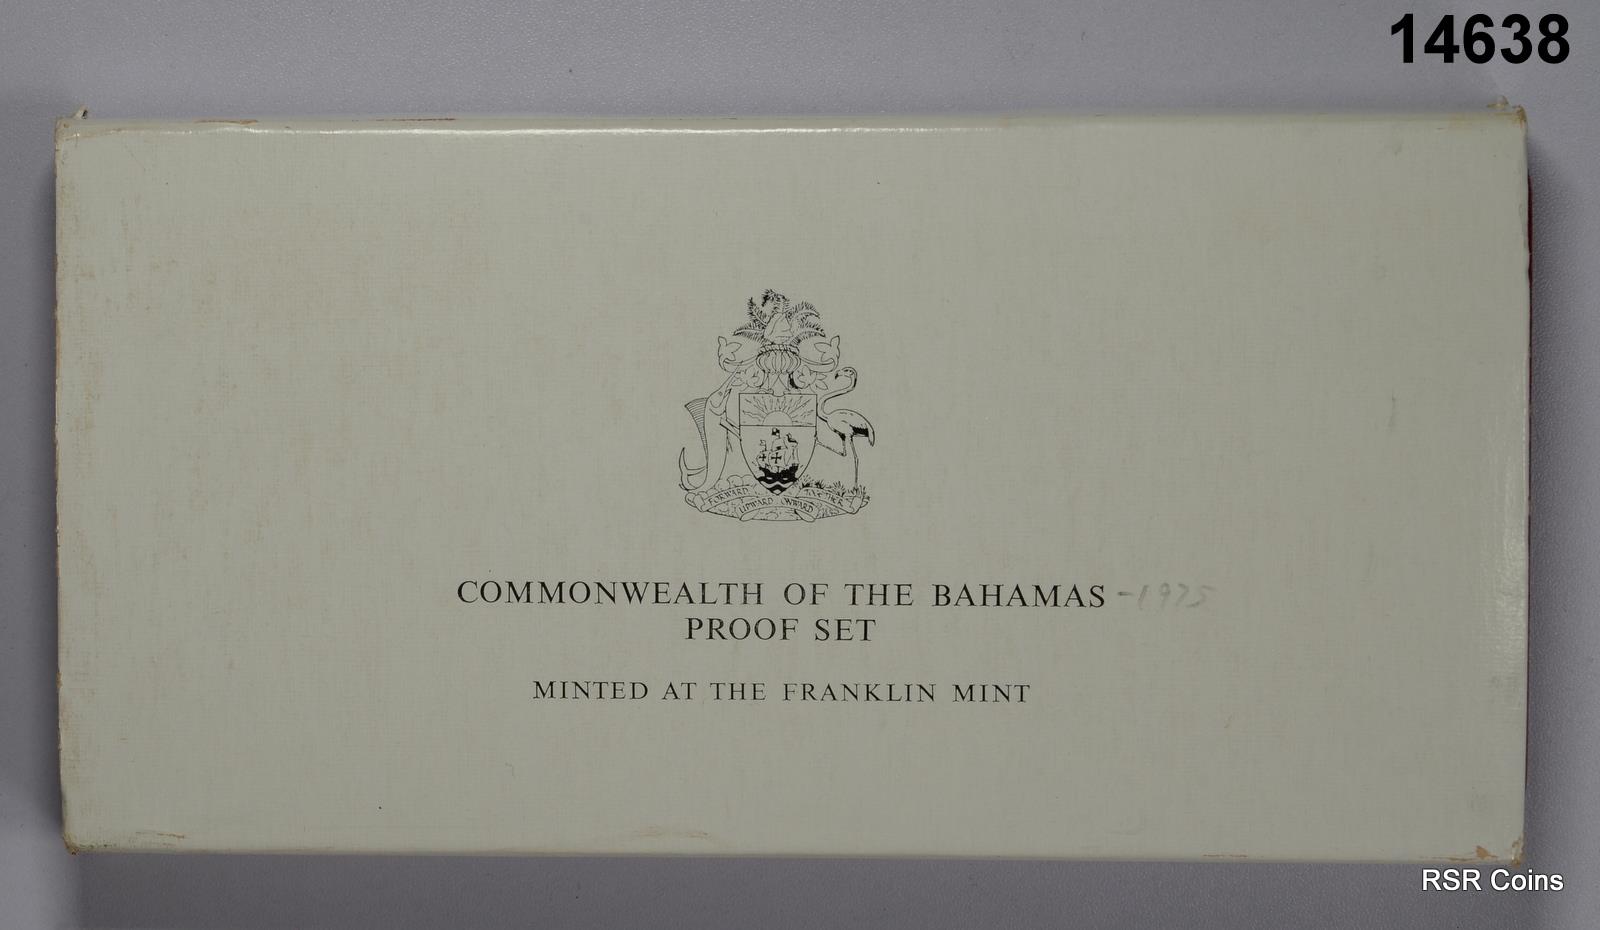 14638
FORWARD UPWARD ONWARD TOGETHER
COMMONWEALTH OF THE BAHAMAS -1975
PROOF SET
MINTED AT THE FRANKLIN MINT
RSR Coins